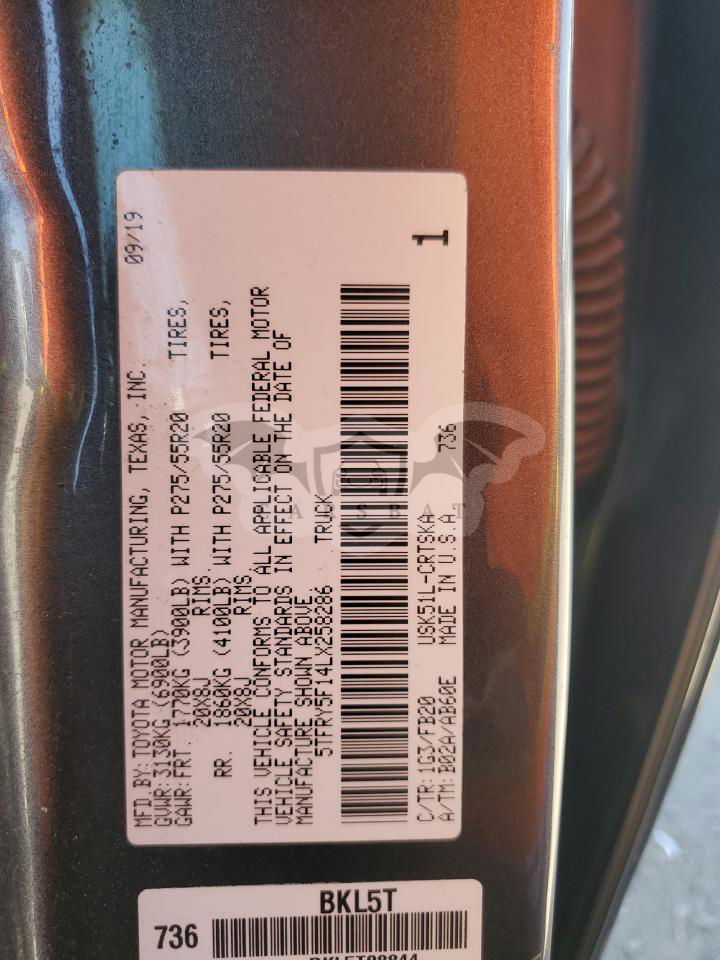 MFD.BY: TOYOTA MOTOR MANUFACTURING, TEXAS, INC. 09/19
GVWR: 3130KG (6900LB)
GAWR: FRT. 1770KG (3900LB) WITH P275/55R20 TIRES,
20X8J RIMS
RR. 1860KG (4100LB) WITH P275/55R20 TIRES,
20X8J RIMS
THIS VEHICLE CONFORMS TO ALL APPLICABLE FEDERAL MOTOR
VEHICLE SAFETY STANDARDS IN EFFECT ON THE DATE OF
MANUFACTURE SHOWN ABOVE.
5TFRY5F14LX258286 TRUCK
C/TR: 1G3/FB20 USK51L-CRTSKA 736
A/TM: B02A/AB60E MADE IN U.S.A.
1
CARSBAT
BKL5T
736